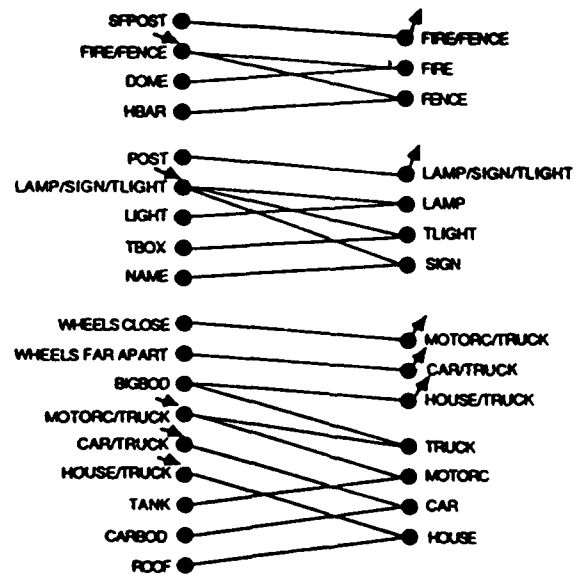 SFPOST
FIRE/FENCE
FIRE/FENCE
FIRE
DOME
FENCE
HBAR
POST
LAMP/SIGN/TLIGHT
LAMP/SIGN/TLIGHT
LAMP
LIGHT
TLIGHT
TBOX
SIGN
NAME
WHEELS CLOSE
MOTORC/TRUCK
WHEELS FAR APART
CAR/TRUCK
BIGBOD
HOUSE/TRUCK
MOTORC/TRUCK
TRUCK
CAR/TRUCK
MOTORC
HOUSE/TRUCK
CAR
TANK
HOUSE
CARBOD
ROOF